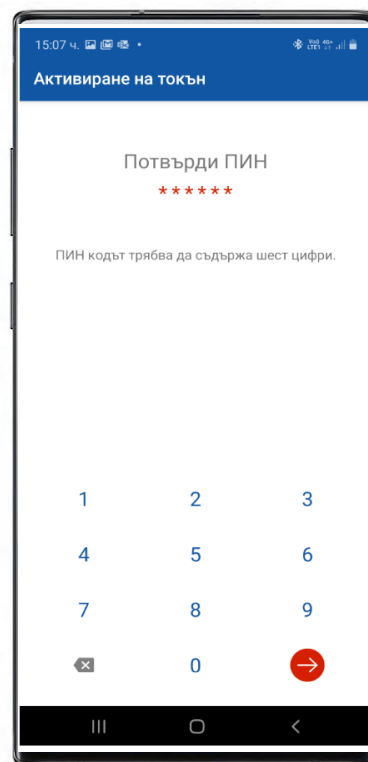 15:07 ч.
Активиране на токън
Потвърди ПИН
******
ПИН кодът трябва да съдържа шест цифри.
1 2 3
4 5 6
7 8 9
0